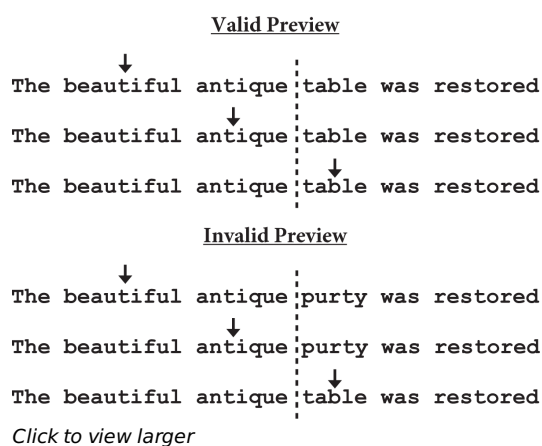 Valid Preview
The beautiful antique table was restored
The beautiful antique table was restored
The beautiful antique table was restored
Invalid Preview
The beautiful antique purty was restored
The beautiful antique purty was restored
The beautiful antique table was restored
Click to view larger